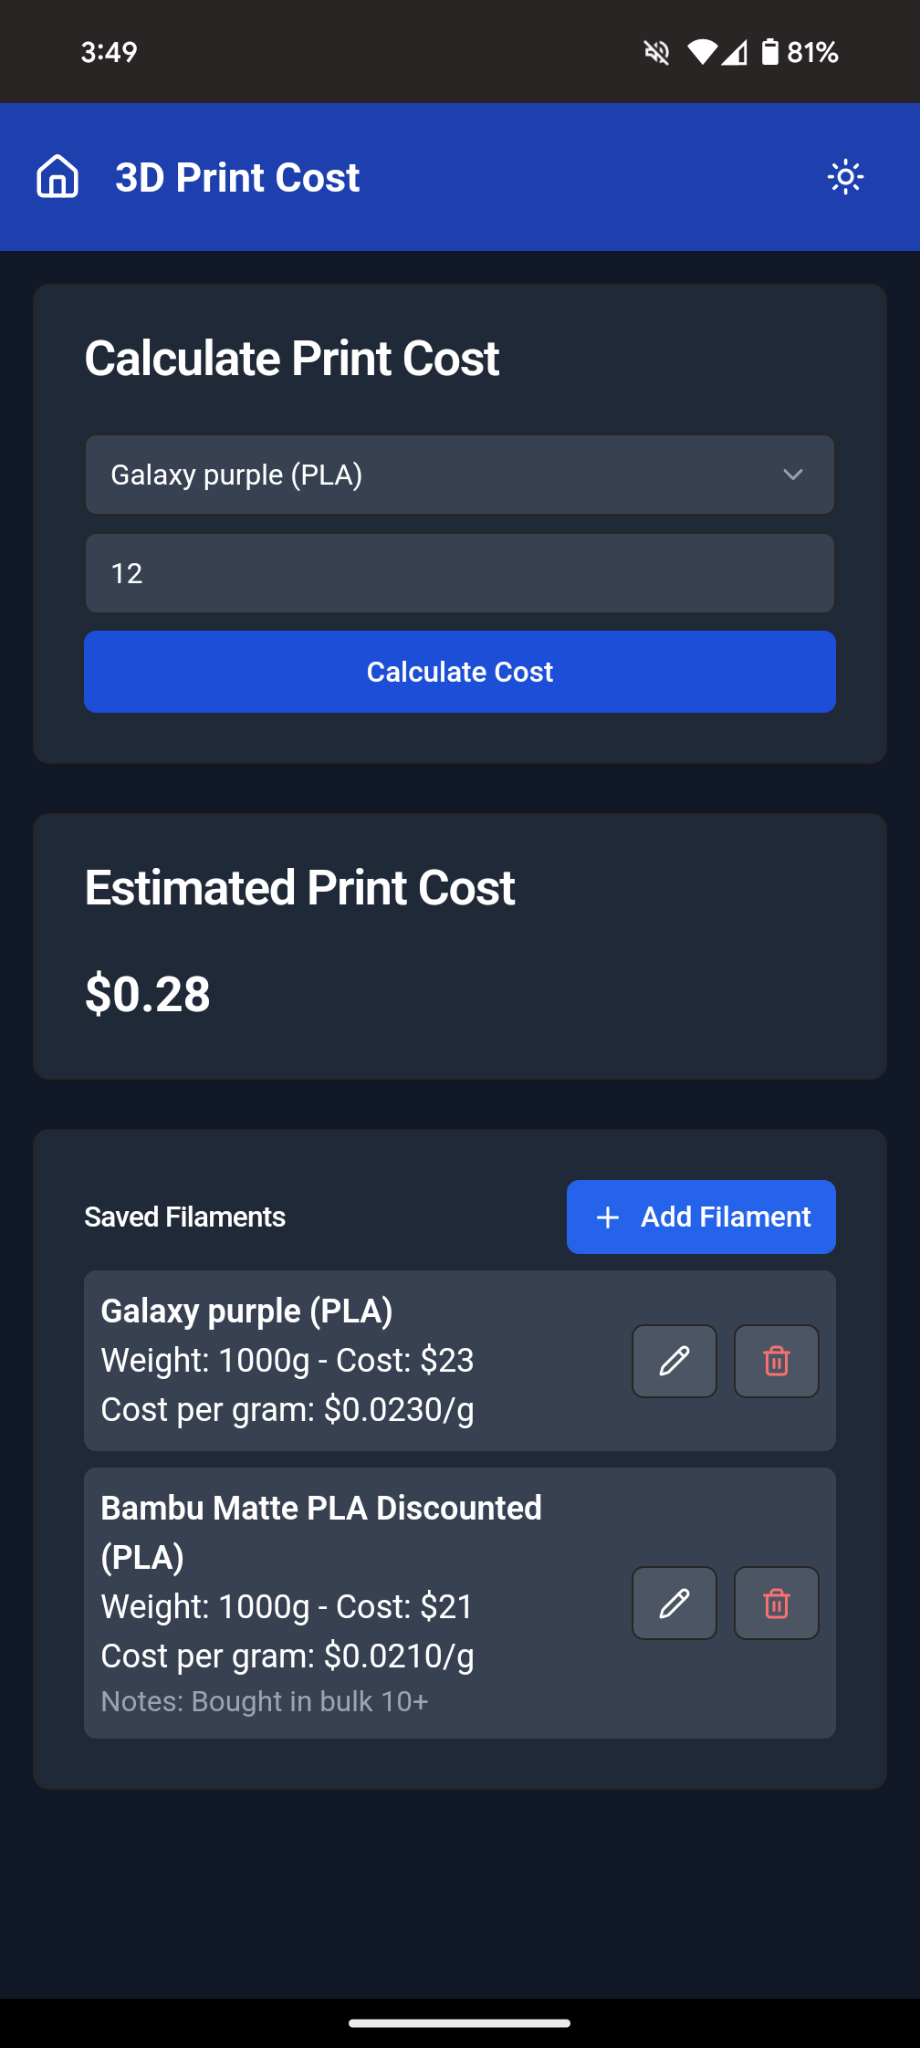 3:49
81%
3D Print Cost
Calculate Print Cost
Galaxy purple (PLA)
12
Calculate Cost
Estimated Print Cost
$0.28
Saved Filaments
Add Filament
Galaxy purple (PLA)
Weight: 1000g - Cost: $23
Cost per gram: $0.0230/g
Bambu Matte PLA Discounted
(PLA)
Weight: 1000g - Cost: $21
Cost per gram: $0.0210/g
Notes: Bought in bulk 10+